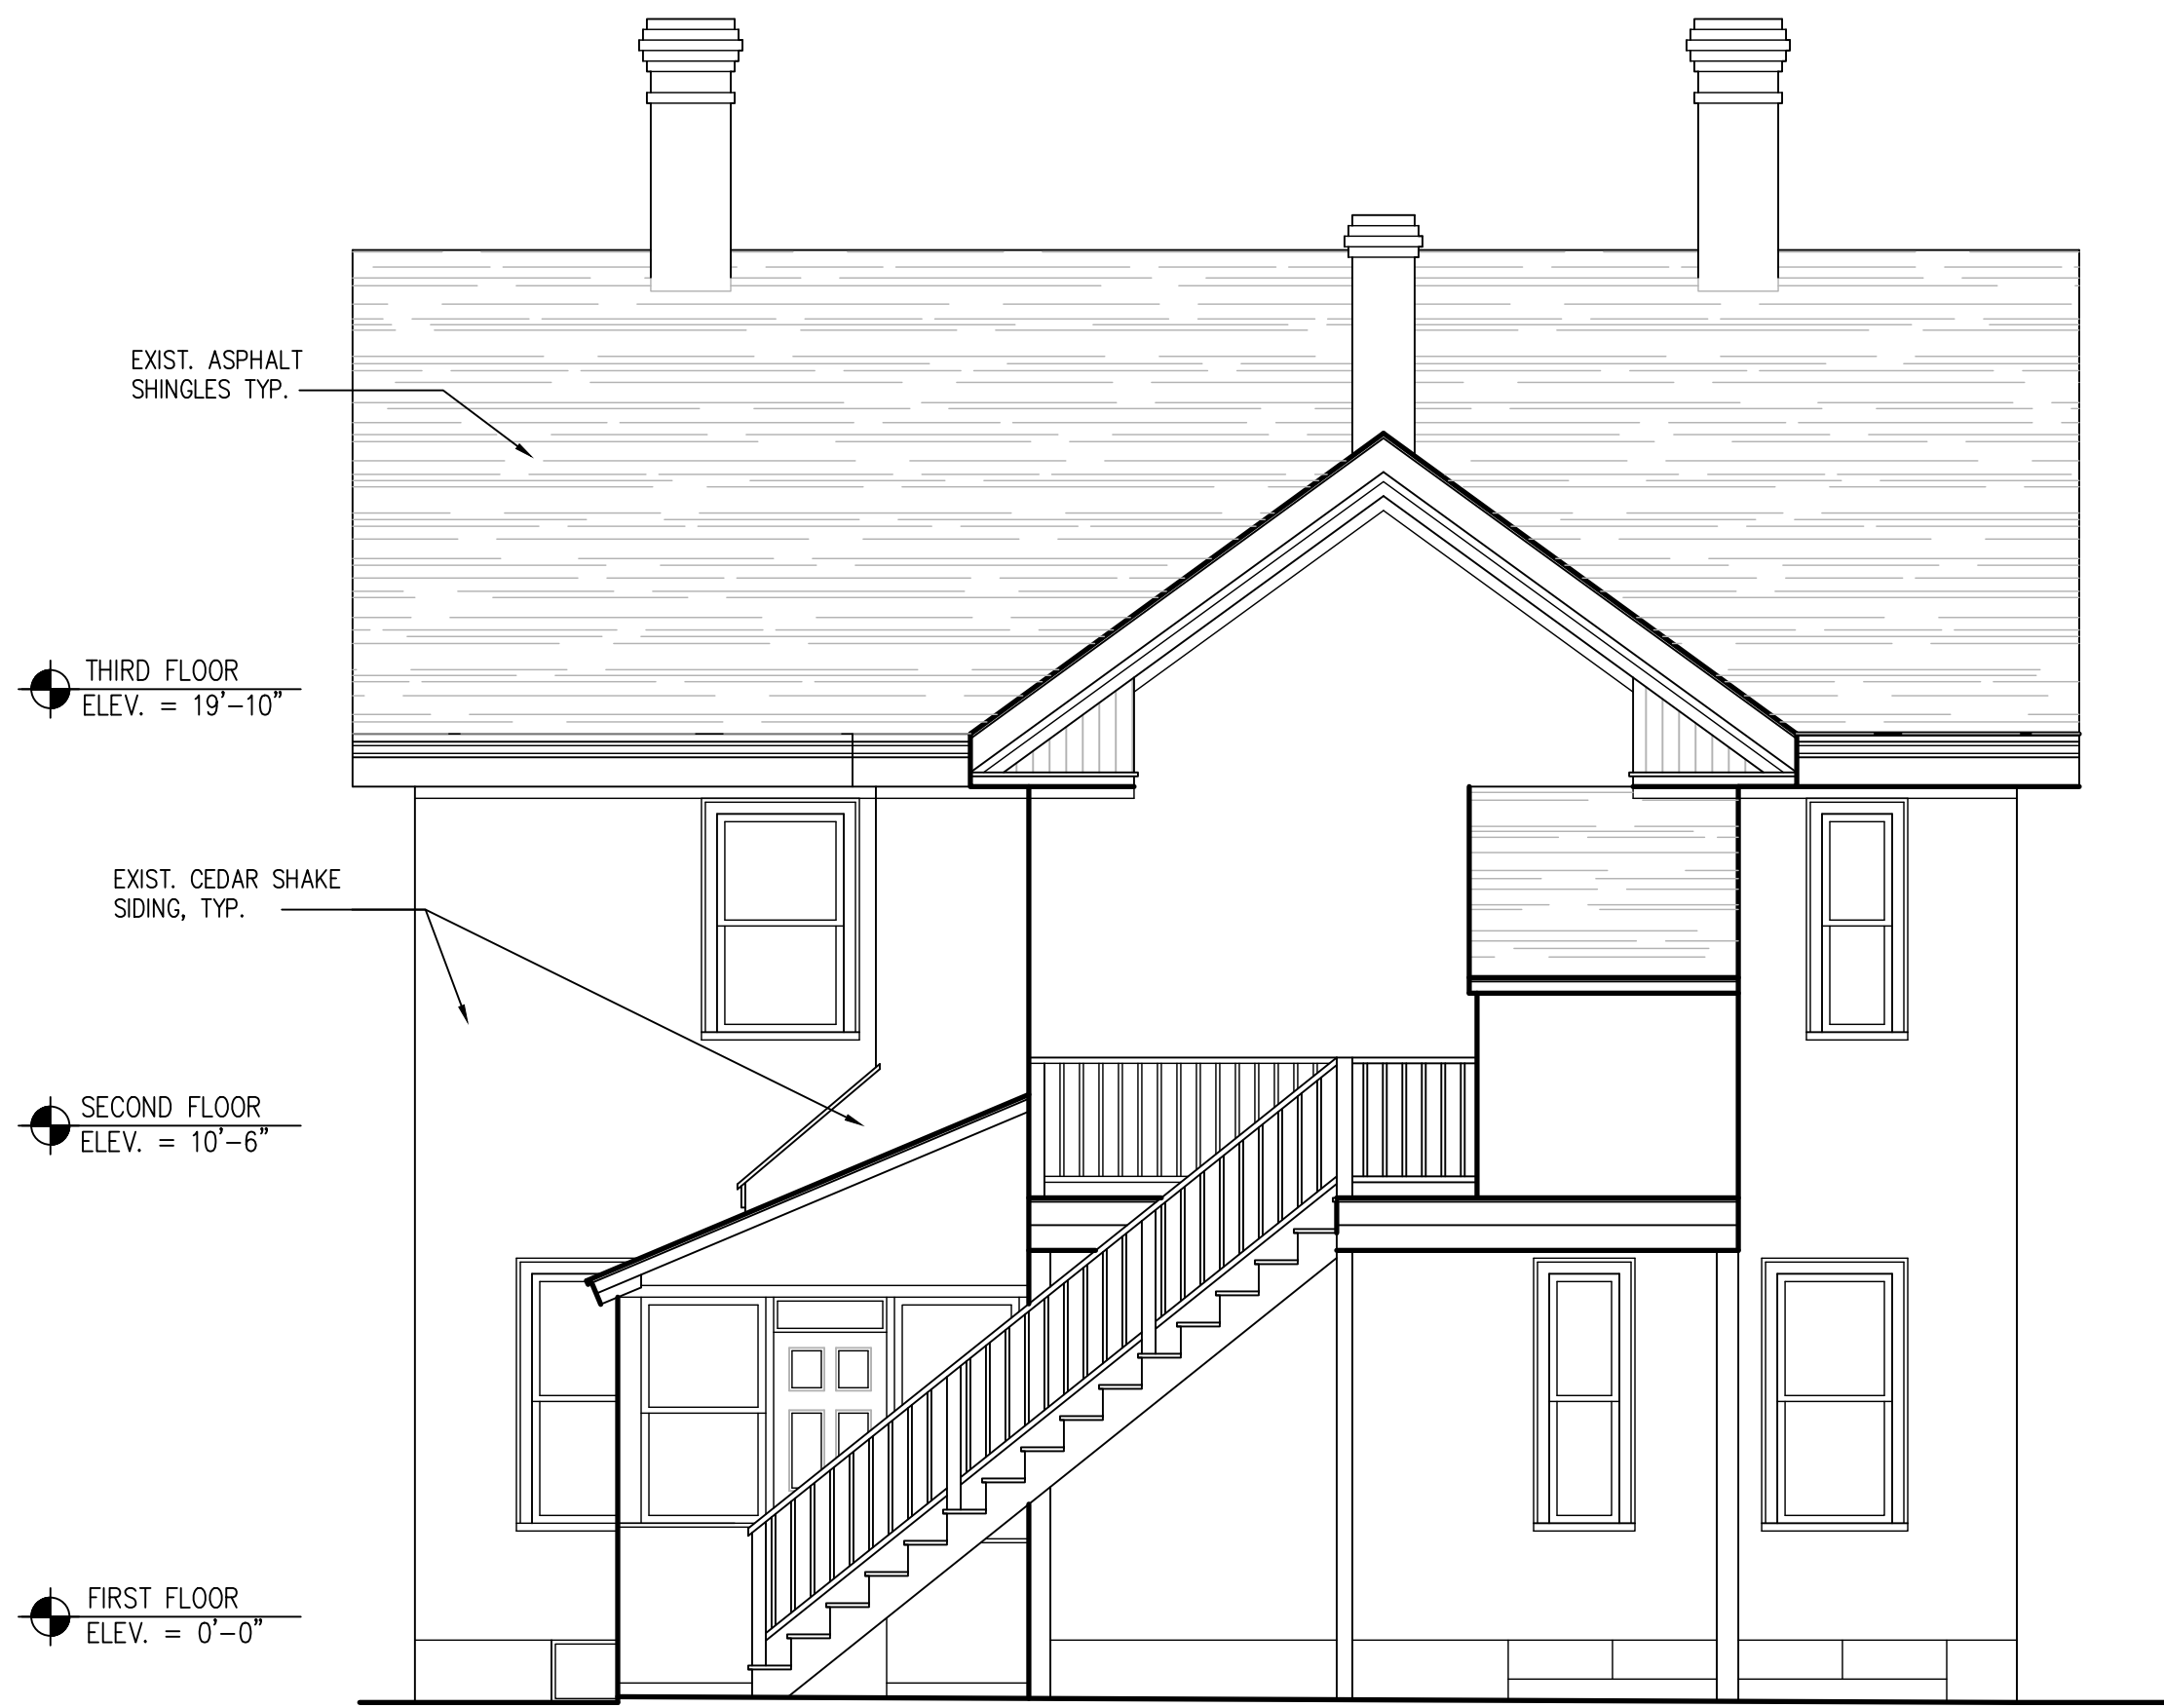 EXIST. ASPHALT
SHINGLES TYP.
THIRD FLOOR
ELEV. = 19'-10"
EXIST. CEDAR SHAKE
SIDING, TYP.
SECOND FLOOR
ELEV. = 10'-6"
FIRST FLOOR
ELEV. = 0'-0"